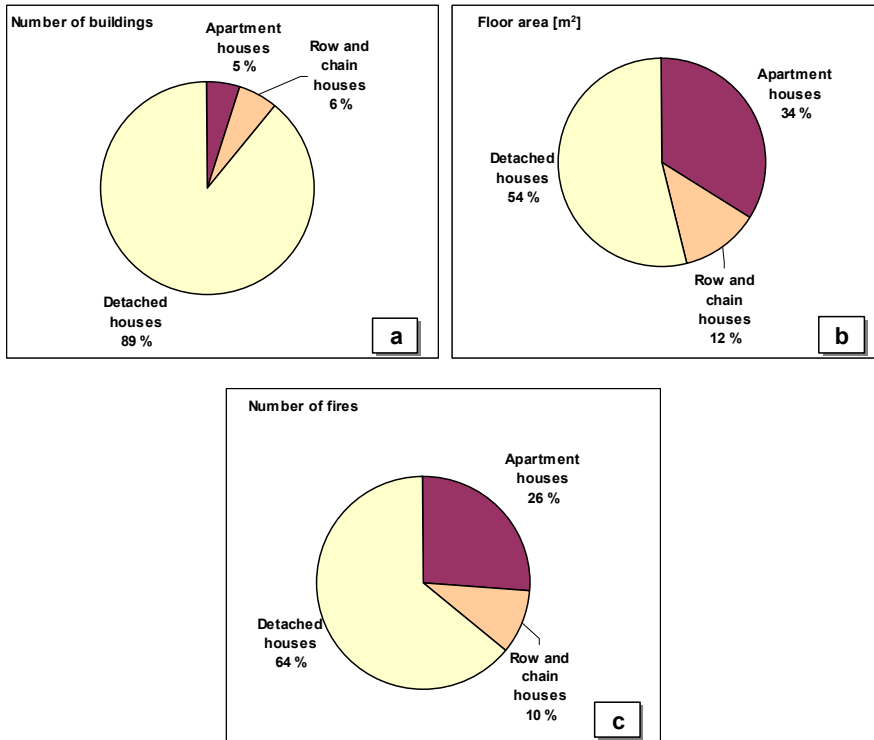 Number of buildings
Apartment
houses
5 %
Row and
chain
houses
6 %
Detached
houses
89 %
a
Floor area [m²]
Apartment
houses
34 %
Detached
houses
54 %
Row and
chain
houses
12 %
b
Number of fires
Apartment
houses
26 %
Detached
houses
64 %
Row and
chain
houses
10 %
c